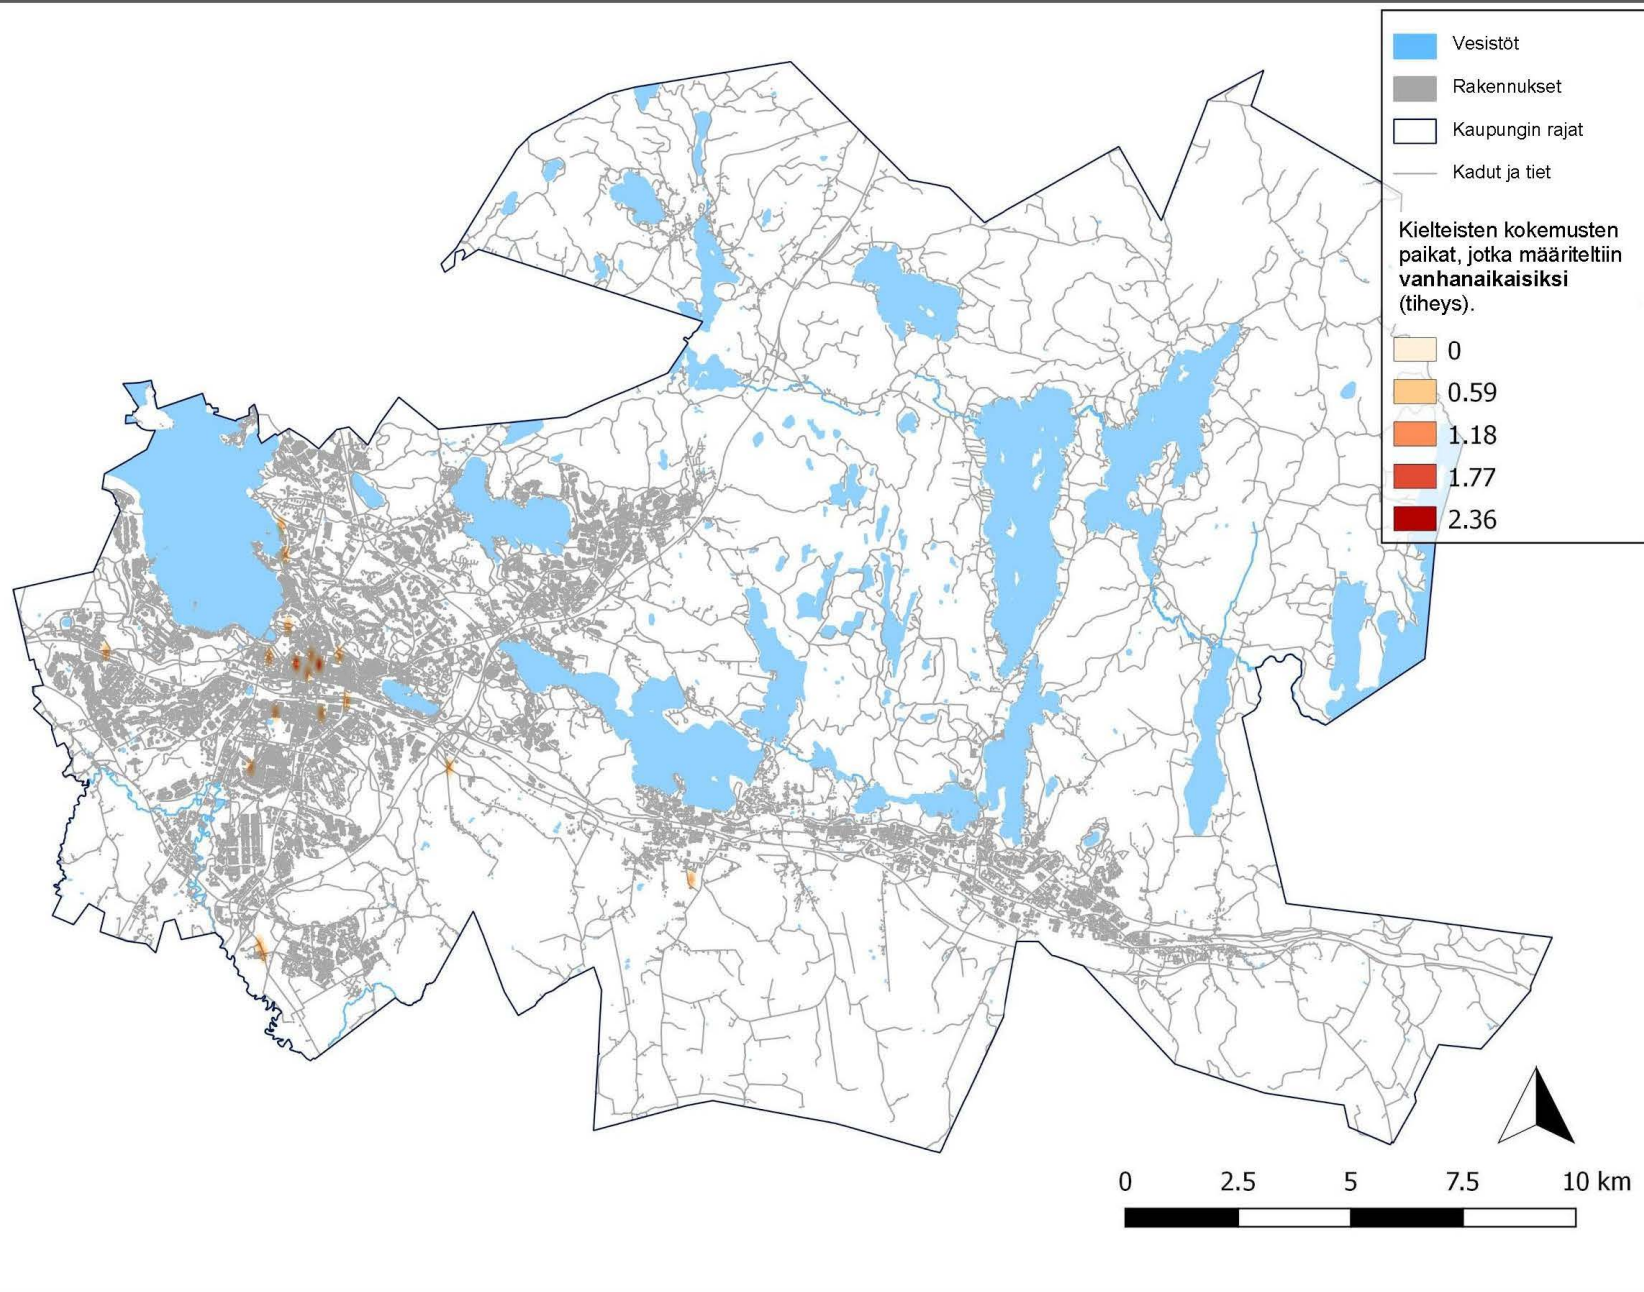 Vesistöt
Rakennukset
Kaupungin rajat
Kadut ja tiet
Kielteisten kokemusten
paikat, jotka määriteltiin
vanhanaikaisiksi
(tiheys).
0
0.59
1.18
1.77
2.36
0 2.5 5 7.5 10 km